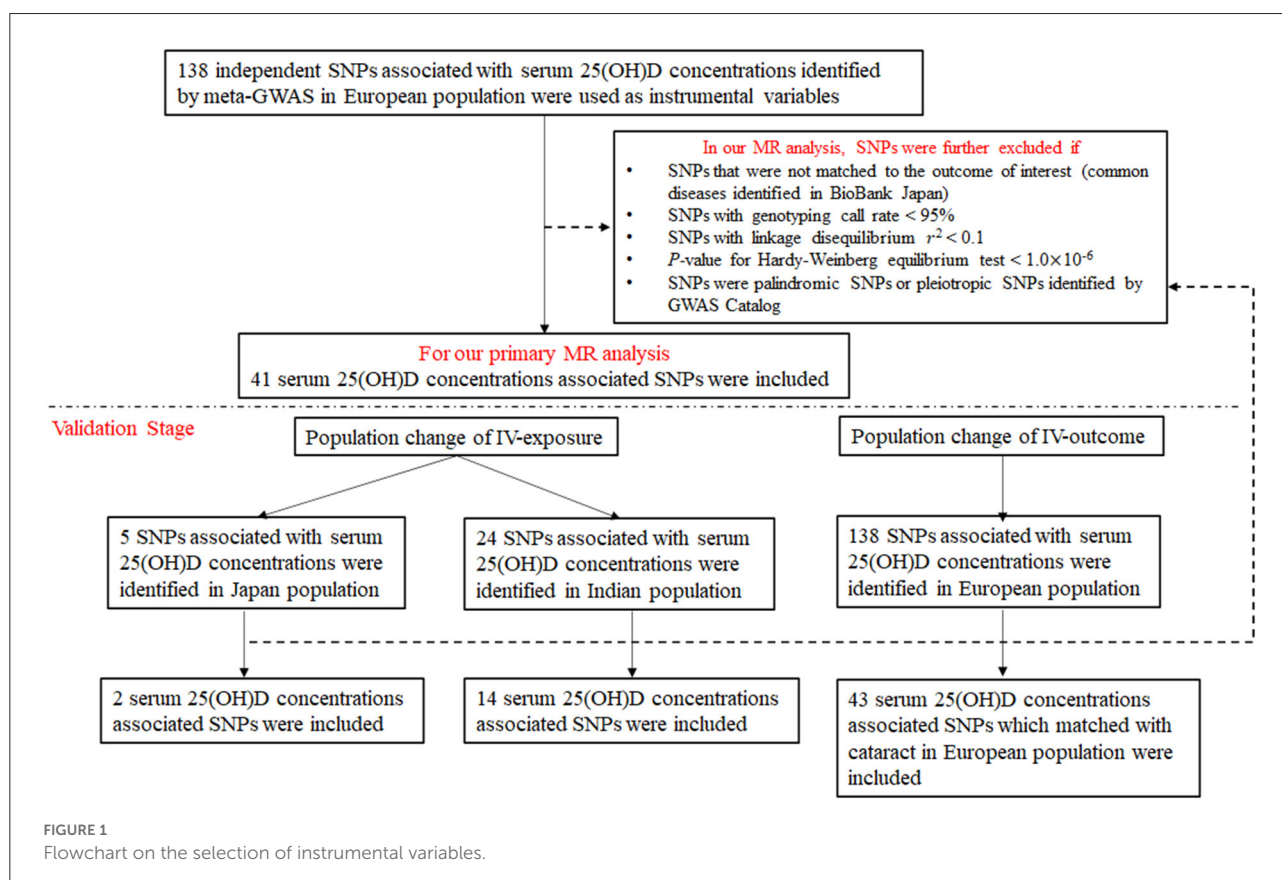 138 independent SNPs associated with serum 25(OH)D concentrations identified
by meta-GWAS in European population were used as instrumental variables
In our MR analysis, SNPs were further excluded if
• SNPs that were not matched to the outcome of interest (common
diseases identified in BioBank Japan)
• SNPs with genotyping call rate < 95%
• SNPs with linkage disequilibrium r² < 0.1
• P-value for Hardy-Weinberg equilibrium test < 1.0×10⁻⁶
• SNPs were palindromic SNPs or pleiotropic SNPs identified by
GWAS Catalog
For our primary MR analysis
41 serum 25(OH)D concentrations associated SNPs were included
Validation Stage
Population change of IV-exposure
Population change of IV-outcome
5 SNPs associated with serum
25(OH)D concentrations were
identified in Japan population
24 SNPs associated with serum
25(OH)D concentrations were
identified in Indian population
138 SNPs associated with serum
25(OH)D concentrations were
identified in European population
2 serum 25(OH)D concentrations
associated SNPs were included
14 serum 25(OH)D concentrations
associated SNPs were included
43 serum 25(OH)D concentrations
associated SNPs which matched with
cataract in European population were
included
FIGURE 1
Flowchart on the selection of instrumental variables.